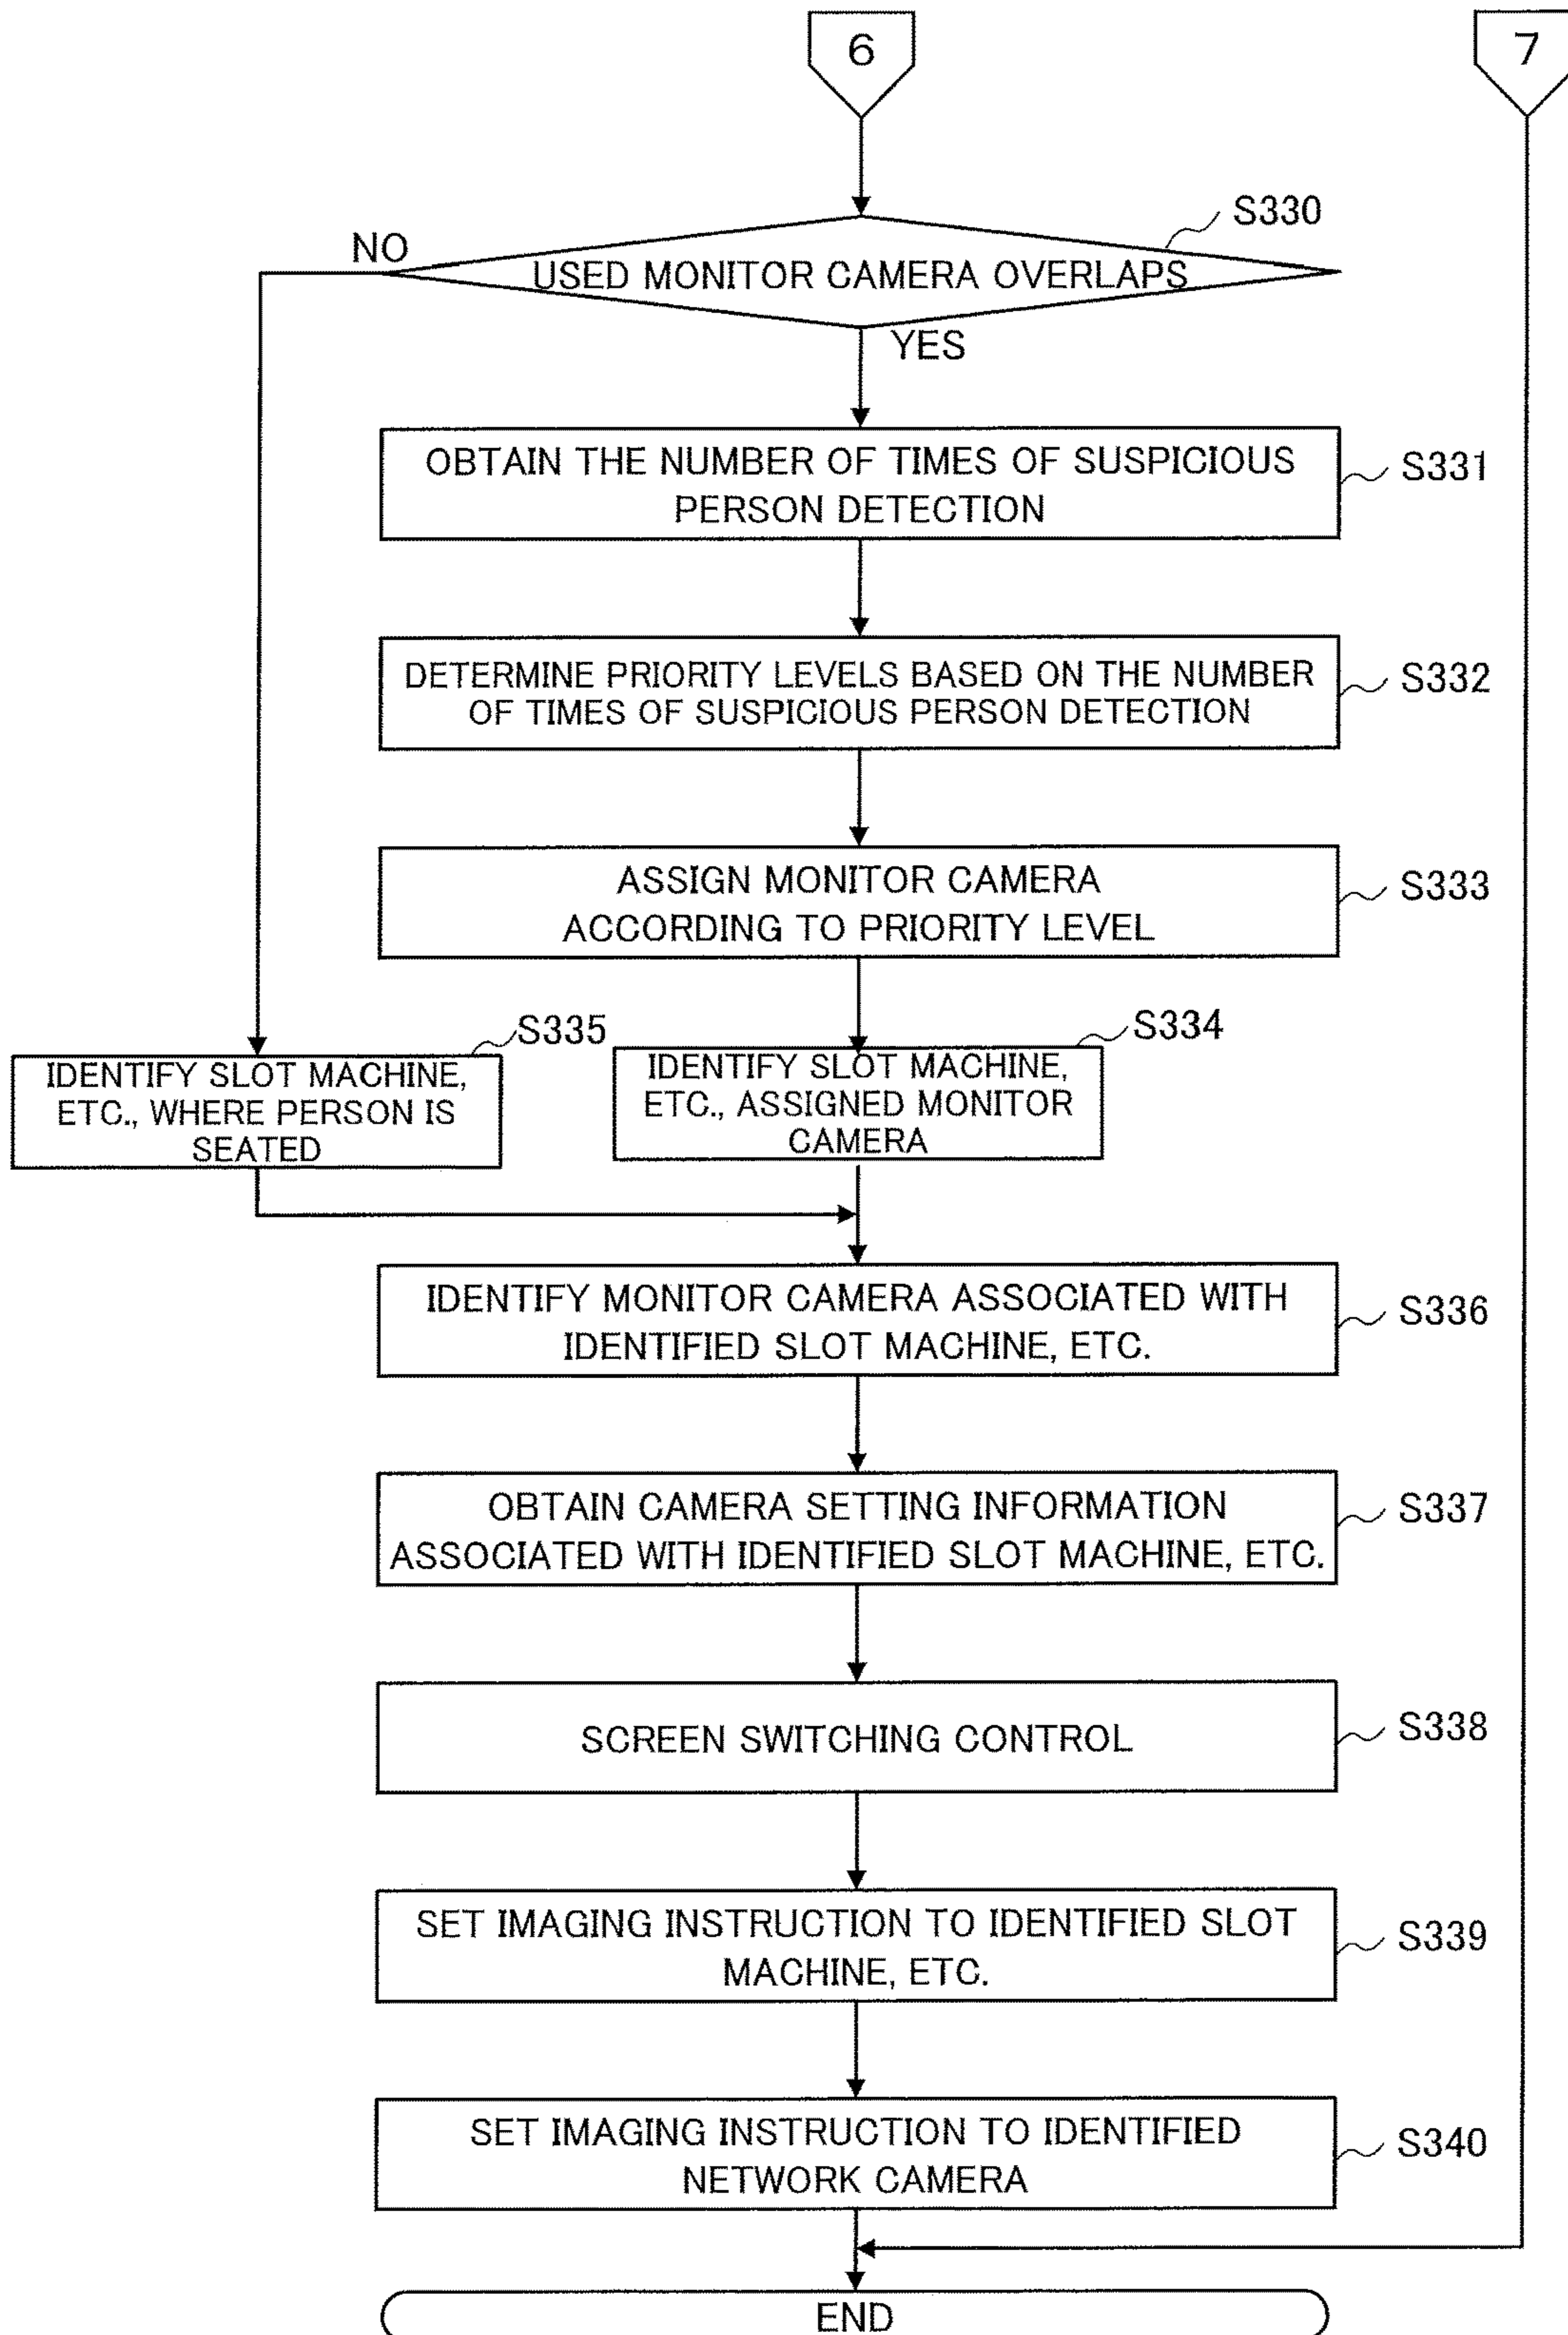 6
7
S330
NO
USED MONITOR CAMERA OVERLAPS
YES
OBTAIN THE NUMBER OF TIMES OF SUSPICIOUS
PERSON DETECTION
S331
DETERMINE PRIORITY LEVELS BASED ON THE NUMBER
OF TIMES OF SUSPICIOUS PERSON DETECTION
S332
ASSIGN MONITOR CAMERA
ACCORDING TO PRIORITY LEVEL
S333
S335
IDENTIFY SLOT MACHINE,
ETC., WHERE PERSON IS
SEATED
S334
IDENTIFY SLOT MACHINE,
ETC., ASSIGNED MONITOR
CAMERA
IDENTIFY MONITOR CAMERA ASSOCIATED WITH
IDENTIFIED SLOT MACHINE, ETC.
S336
OBTAIN CAMERA SETTING INFORMATION
ASSOCIATED WITH IDENTIFIED SLOT MACHINE, ETC.
S337
SCREEN SWITCHING CONTROL
S338
SET IMAGING INSTRUCTION TO IDENTIFIED SLOT
MACHINE, ETC.
S339
SET IMAGING INSTRUCTION TO IDENTIFIED
NETWORK CAMERA
S340
END